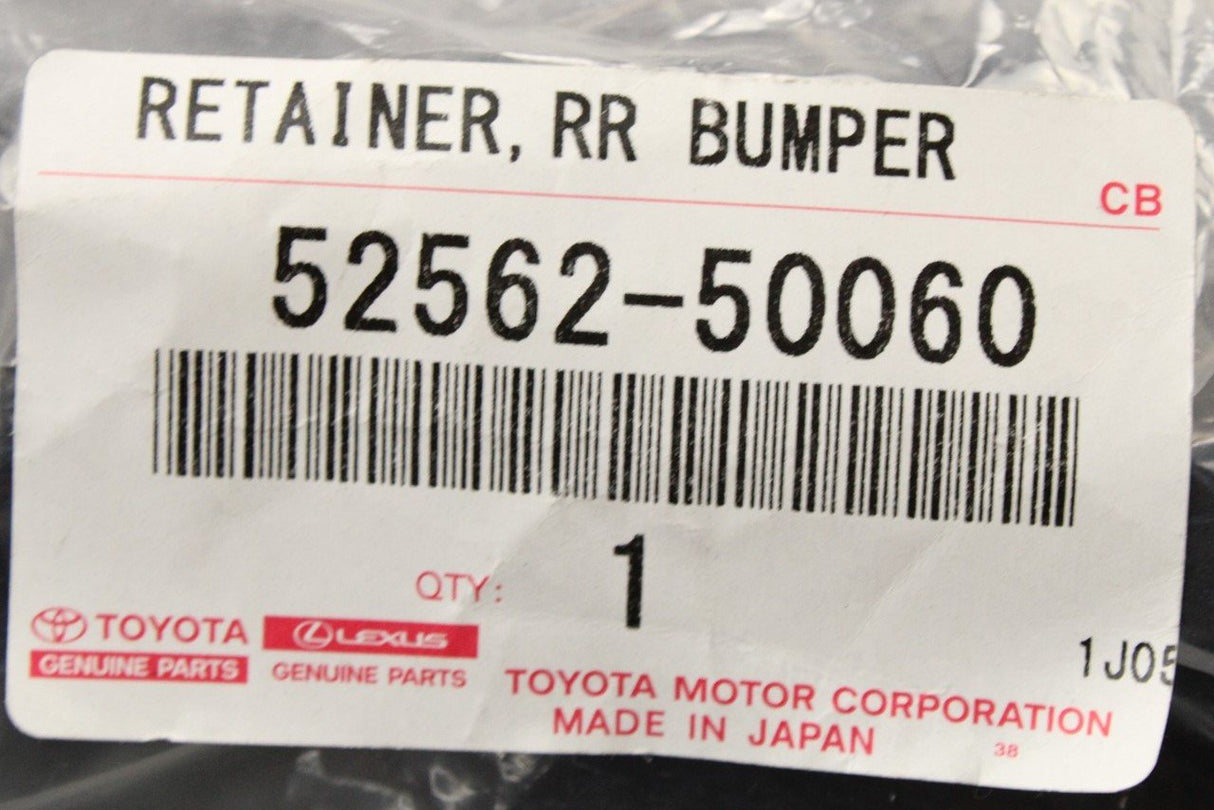 RETAINER, RR BUMPER
CB
52562-50060
QTY: 1
TOYOTA
GENUINE PARTS
LEXUS
GENUINE PARTS
1J05
TOYOTA MOTOR CORPORATION
MADE IN JAPAN
38